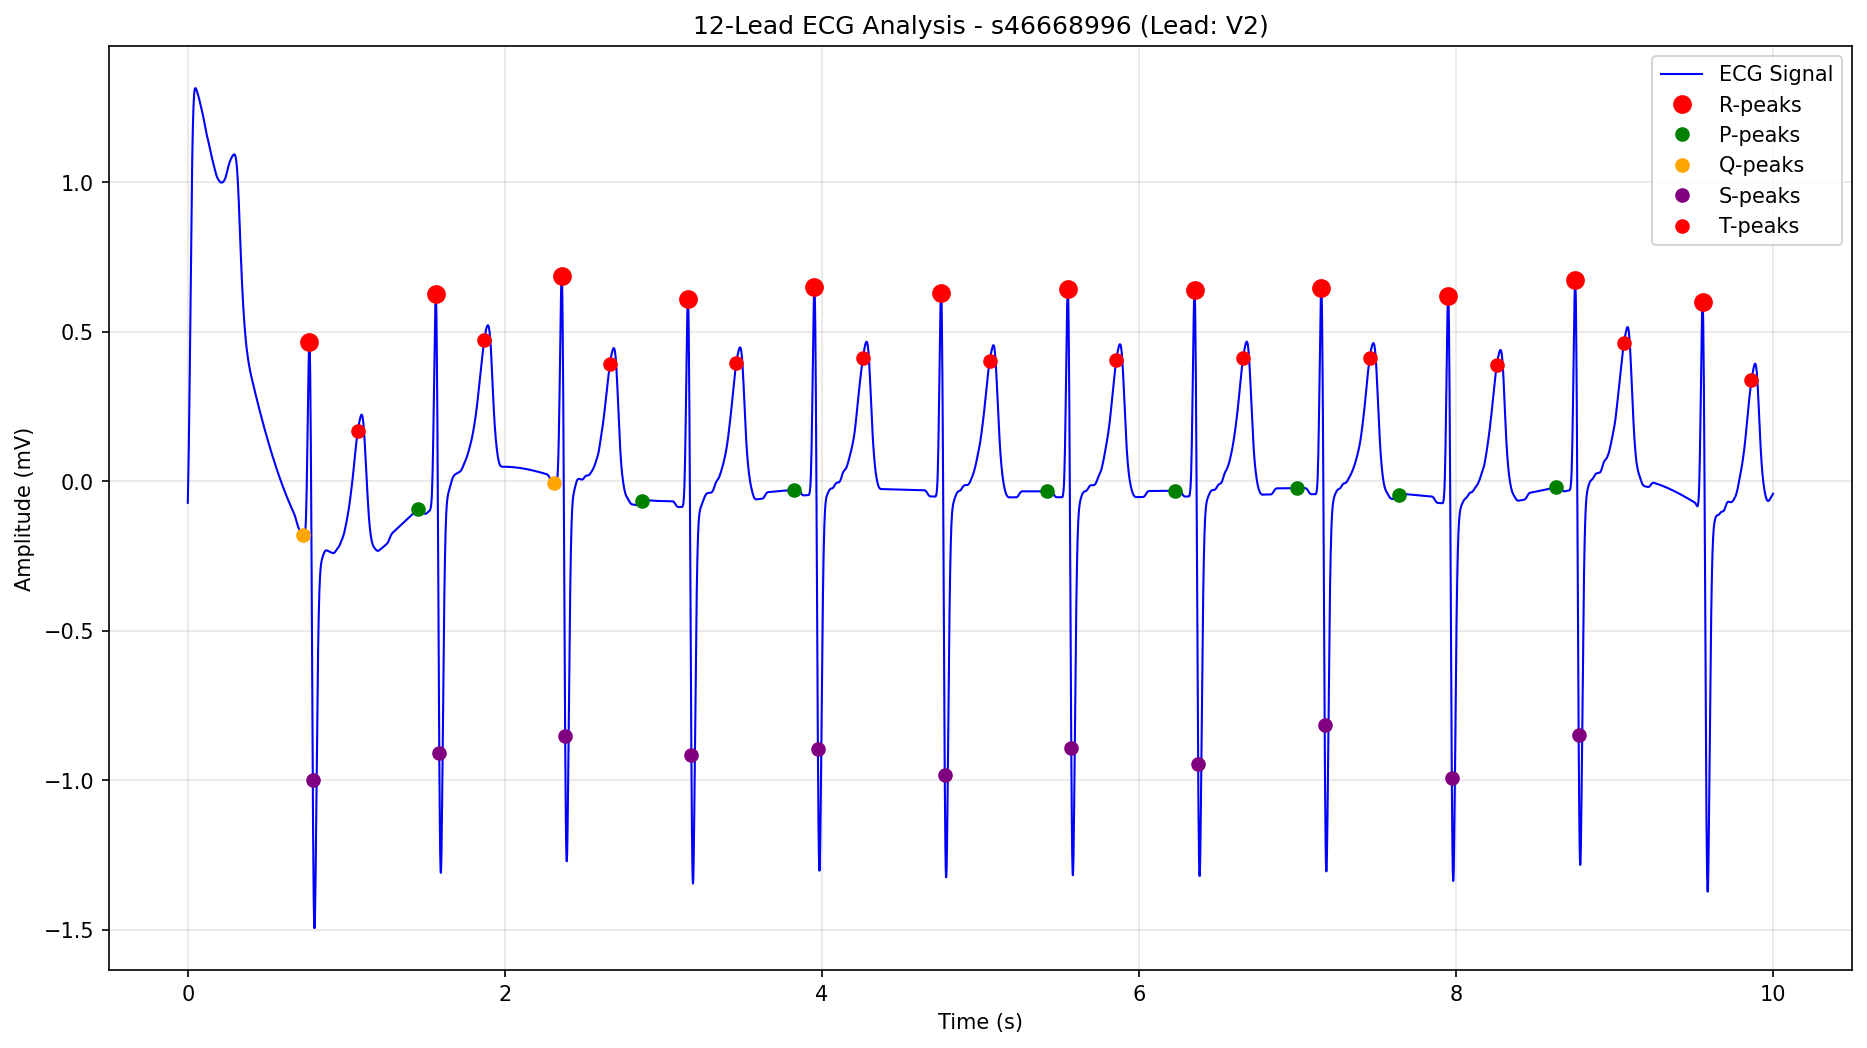 12-Lead ECG Analysis - s46668996 (Lead: V2)
ECG Signal
R-peaks
P-peaks
Q-peaks
S-peaks
T-peaks
Amplitude (mV)
1.0
0.5
0.0
−0.5
−1.0
−1.5
0 2 4 6 8 10
Time (s)